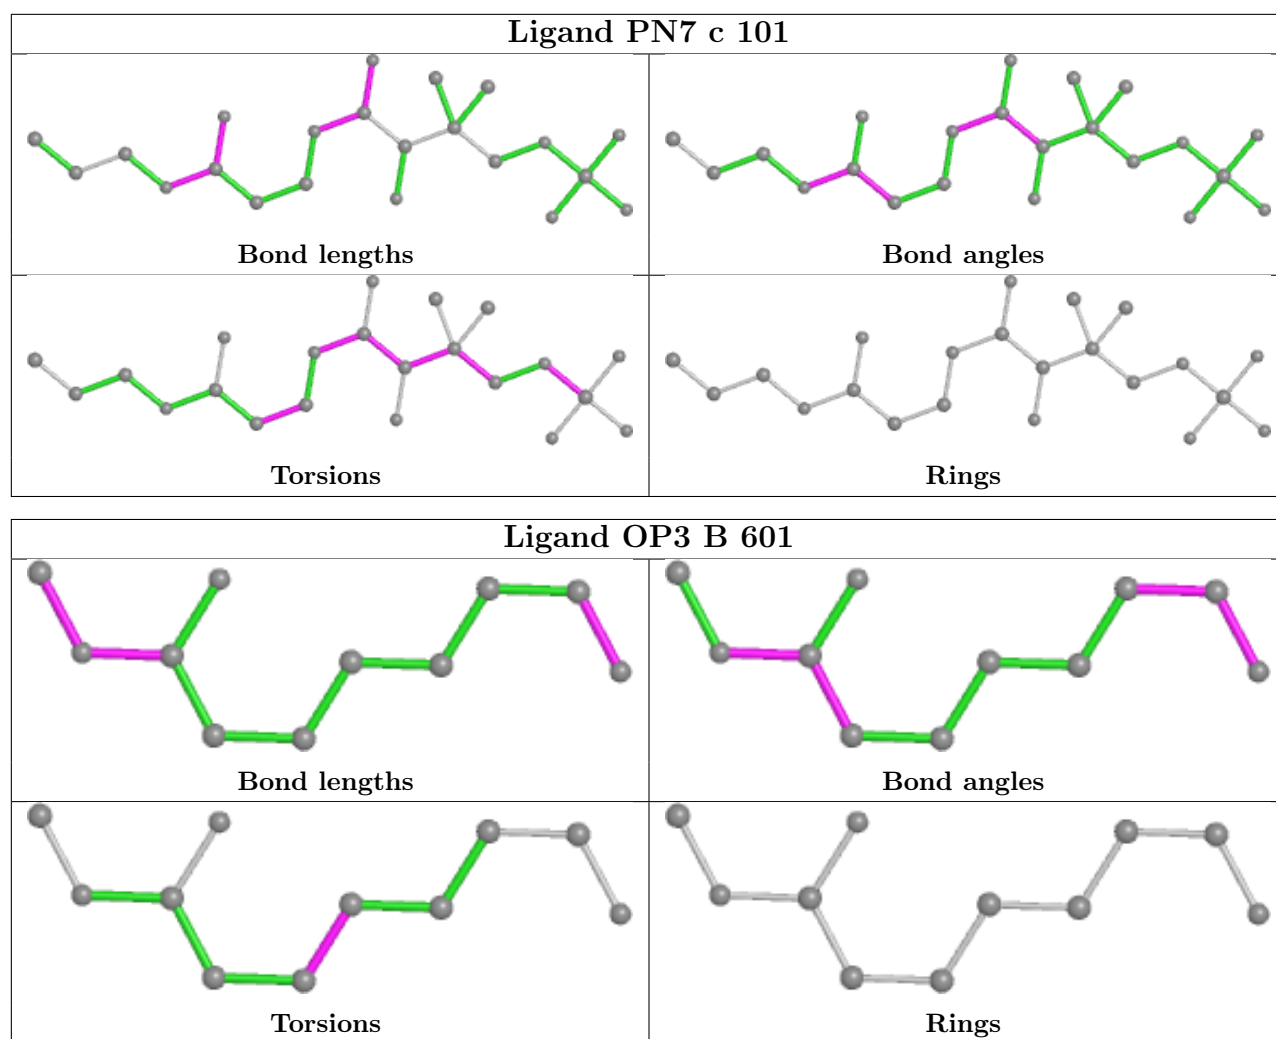 Ligand PN7 c 101
Bond lengths
Bond angles
Torsions
Rings
Ligand OP3 B 601
Bond lengths
Bond angles
Torsions
Rings